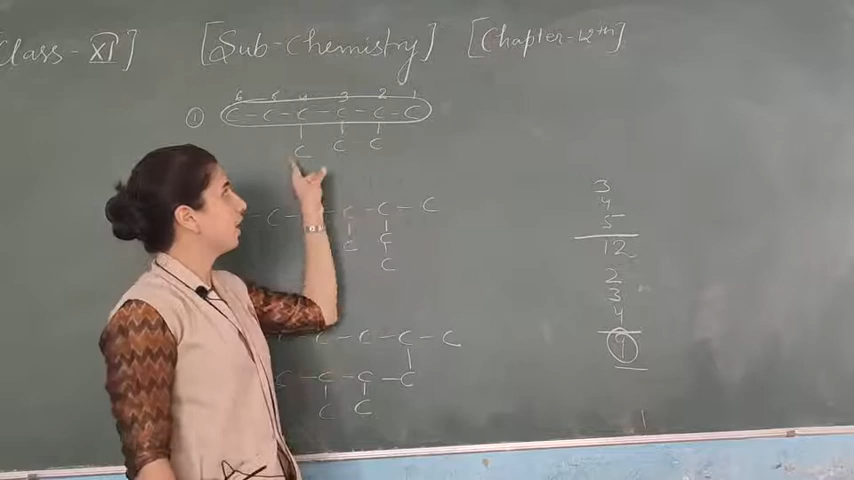 Class - XI [Sub-Chemistry] [Chapter-12th]
6 5 4 3 2 1
① C - C - C - C - C - C
C C C
C - C - C - C
C C
C
C - C - C - C
C - C - C - C
C C
3
4
5
12
2
3
4
9